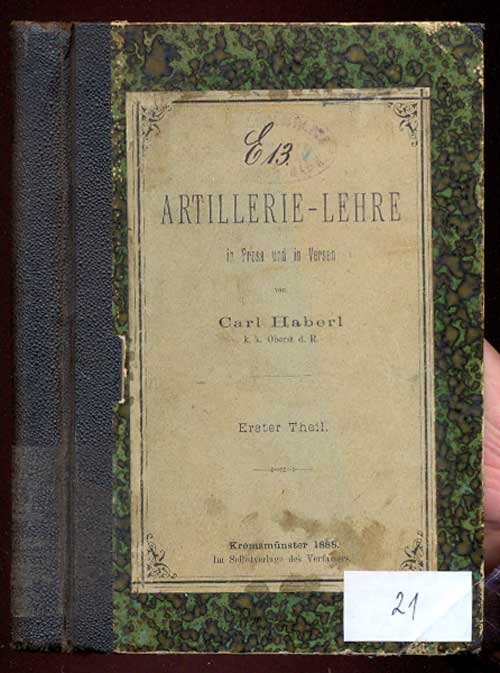 E 13.
ARTILLERIE-LEHRE
in Prosa und in Versen
von
Carl Haberl
k. k. Oberst d. R.
Erster Theil.
Kremsmünster 1888.
Im Selbstverlage des Verfassers.
21